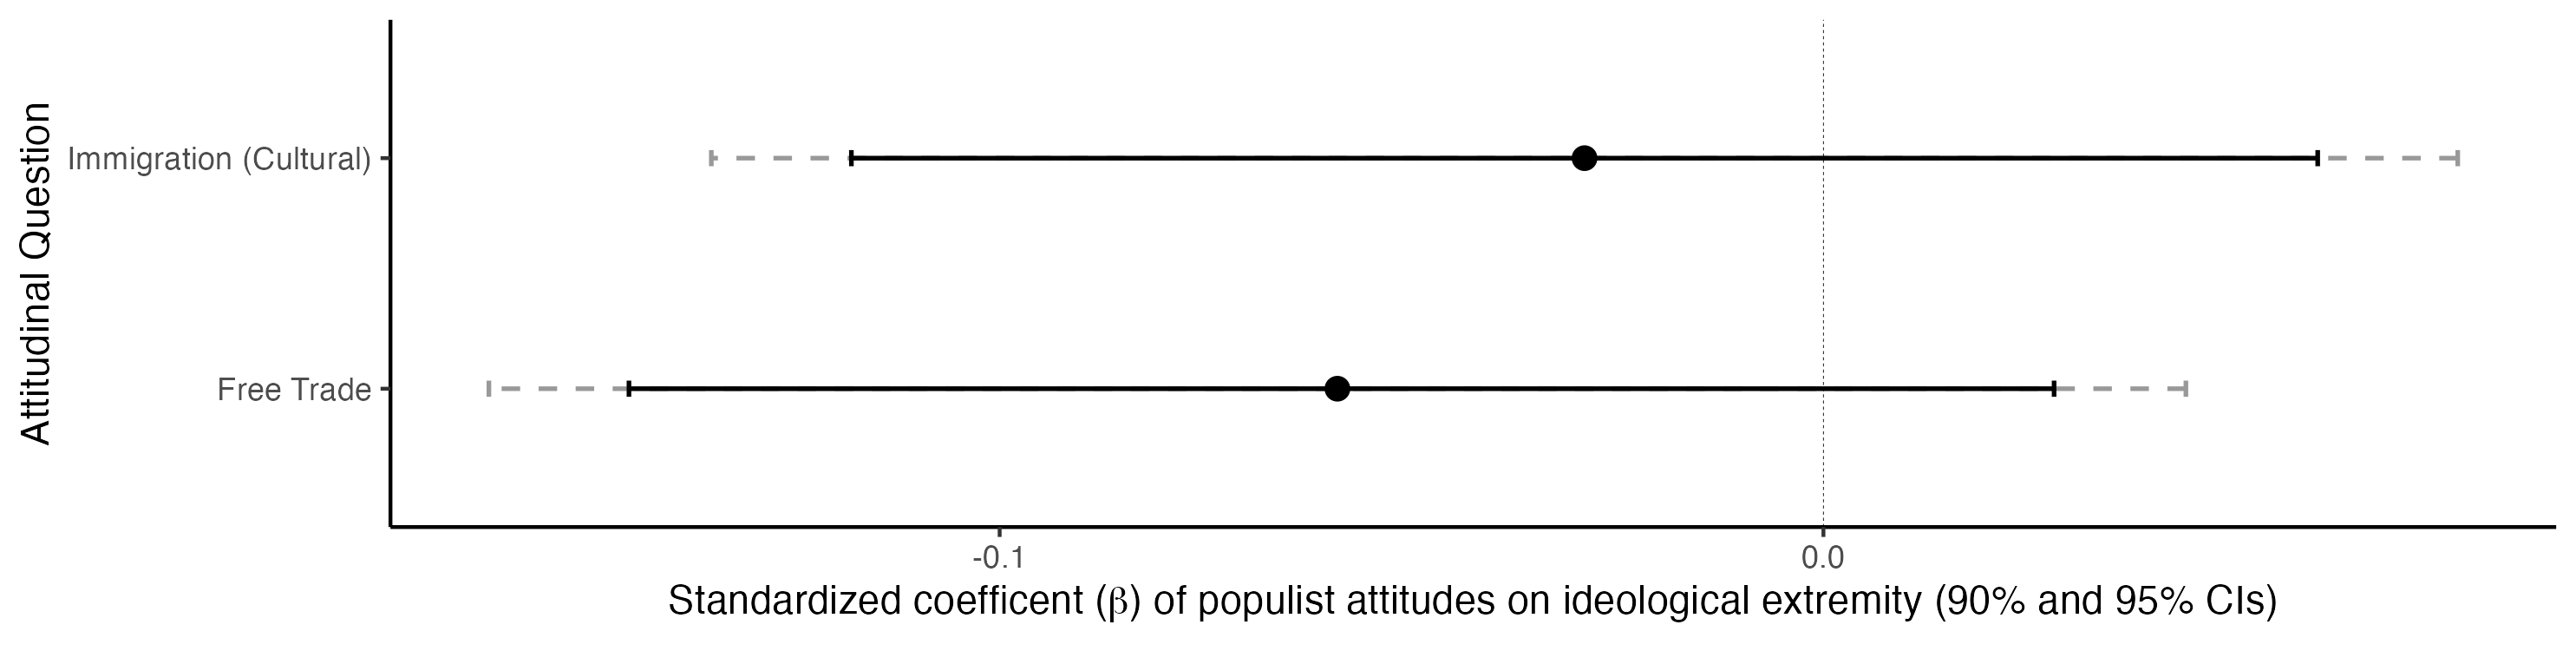 Attitudinal Question
Immigration (Cultural)
Free Trade
-0.1
0.0
Standardized coefficent (β) of populist attitudes on ideological extremity (90% and 95% CIs)